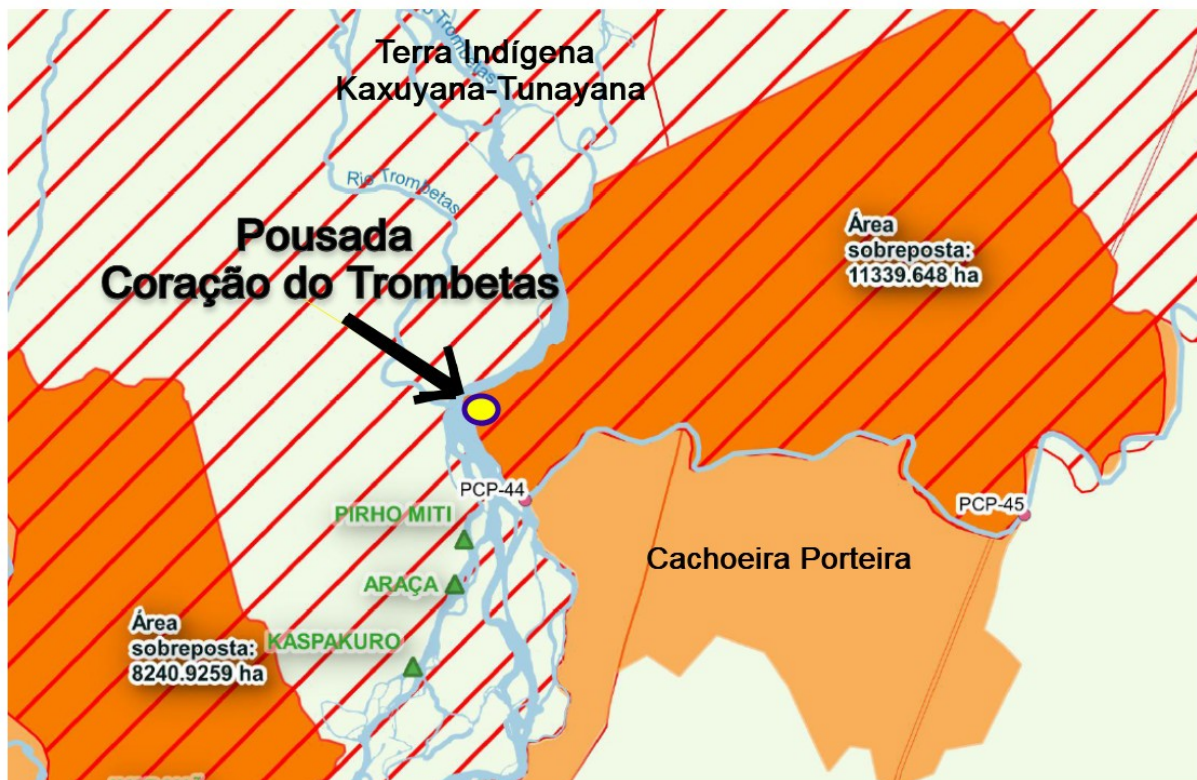 Rio Trombetas
Terra Indígena
Kaxuyana-Tunayana
Rio Trombetas
Pousada
Coração do Trombetas
Área
sobreposta:
11339.648 ha
PCP-44
PCP-45
PIRHO MITI
Cachoeira Porteira
ARAÇA
Área
sobreposta:
8240.9259 ha
KASPAKURO